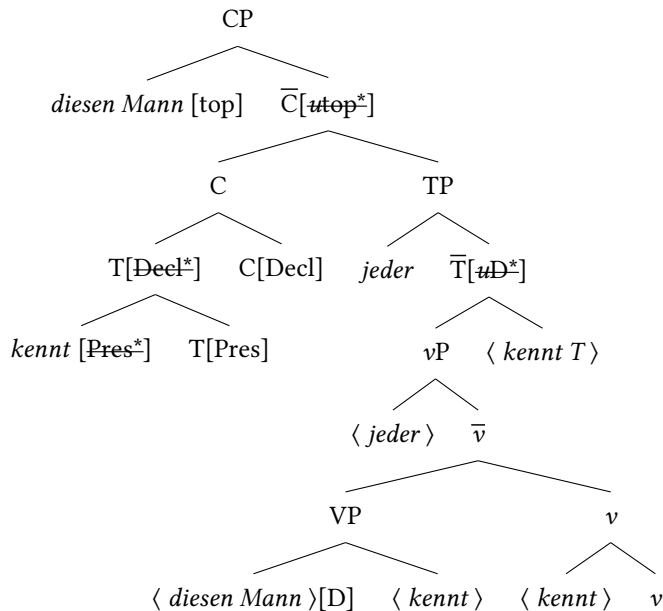 CP
diesen Mann [top] C̅[utop*]
C TP
T[Decl*] C[Decl] jeder T̅[uD*]
kennt [Pres*] T[Pres] vP ⟨ kennt T ⟩
⟨ jeder ⟩ v̅
VP v
⟨ diesen Mann ⟩[D] ⟨ kennt ⟩ ⟨ kennt ⟩ v